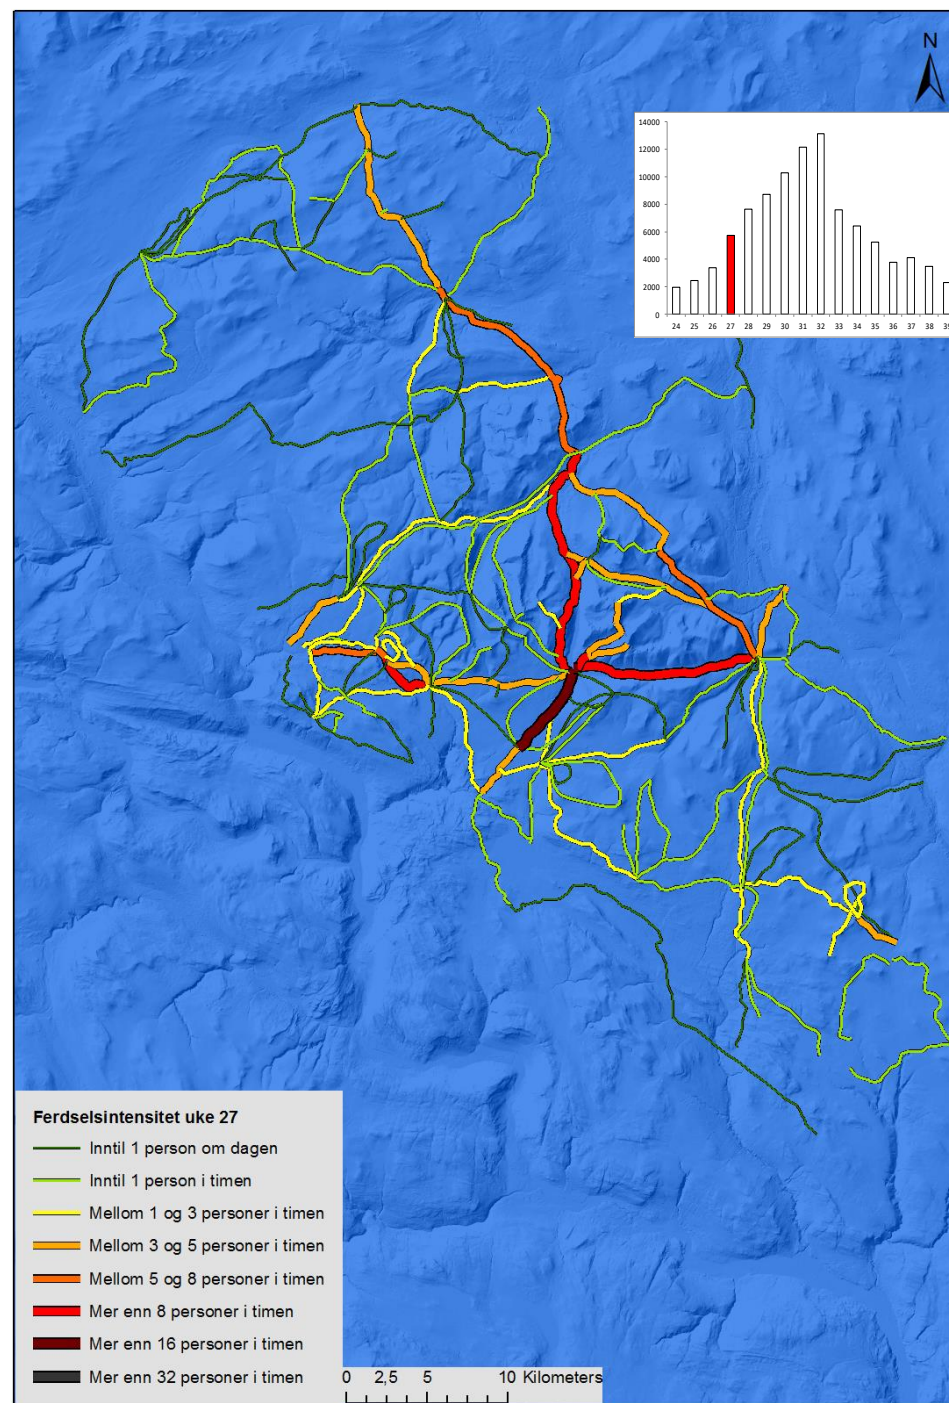 N
14000
12000
10000
8000
6000
4000
2000
0
24 25 26 27 28 29 30 31 32 33 34 35 36 37 38 39
Ferdselsintensitet uke 27
Inntil 1 person om dagen
Inntil 1 person i timen
Mellom 1 og 3 personer i timen
Mellom 3 og 5 personer i timen
Mellom 5 og 8 personer i timen
Mer enn 8 personer i timen
Mer enn 16 personer i timen
Mer enn 32 personer i timen
0 2,5 5 10 Kilometers